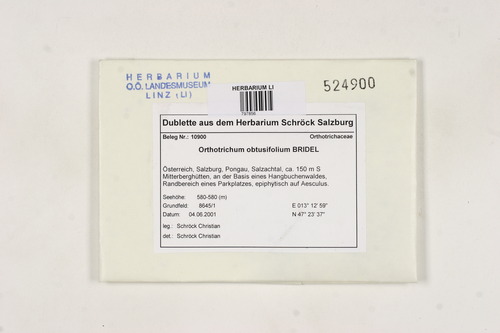 HERBARIUM
O.Ö. LANDESMUSEUM
LINZ (LI)
HERBARIUM LI
797856
524900
Dublette aus dem Herbarium Schröck Salzburg
Beleg Nr.: 10900 Orthotrichaceae
Orthotrichum obtusifolium BRIDEL
Österreich, Salzburg, Pongau, Salzachtal, ca. 150 m S
Mitterberghütten, an der Basis eines Hangbuchenwaldes,
Randbereich eines Parkplatzes, epiphytisch auf Aesculus.
Seehöhe: 580-580 (m)
Grundfeld: 8645/1 E 013° 12' 59"
Datum: 04.06.2001 N 47° 23' 37"
leg.: Schröck Christian
det.: Schröck Christian